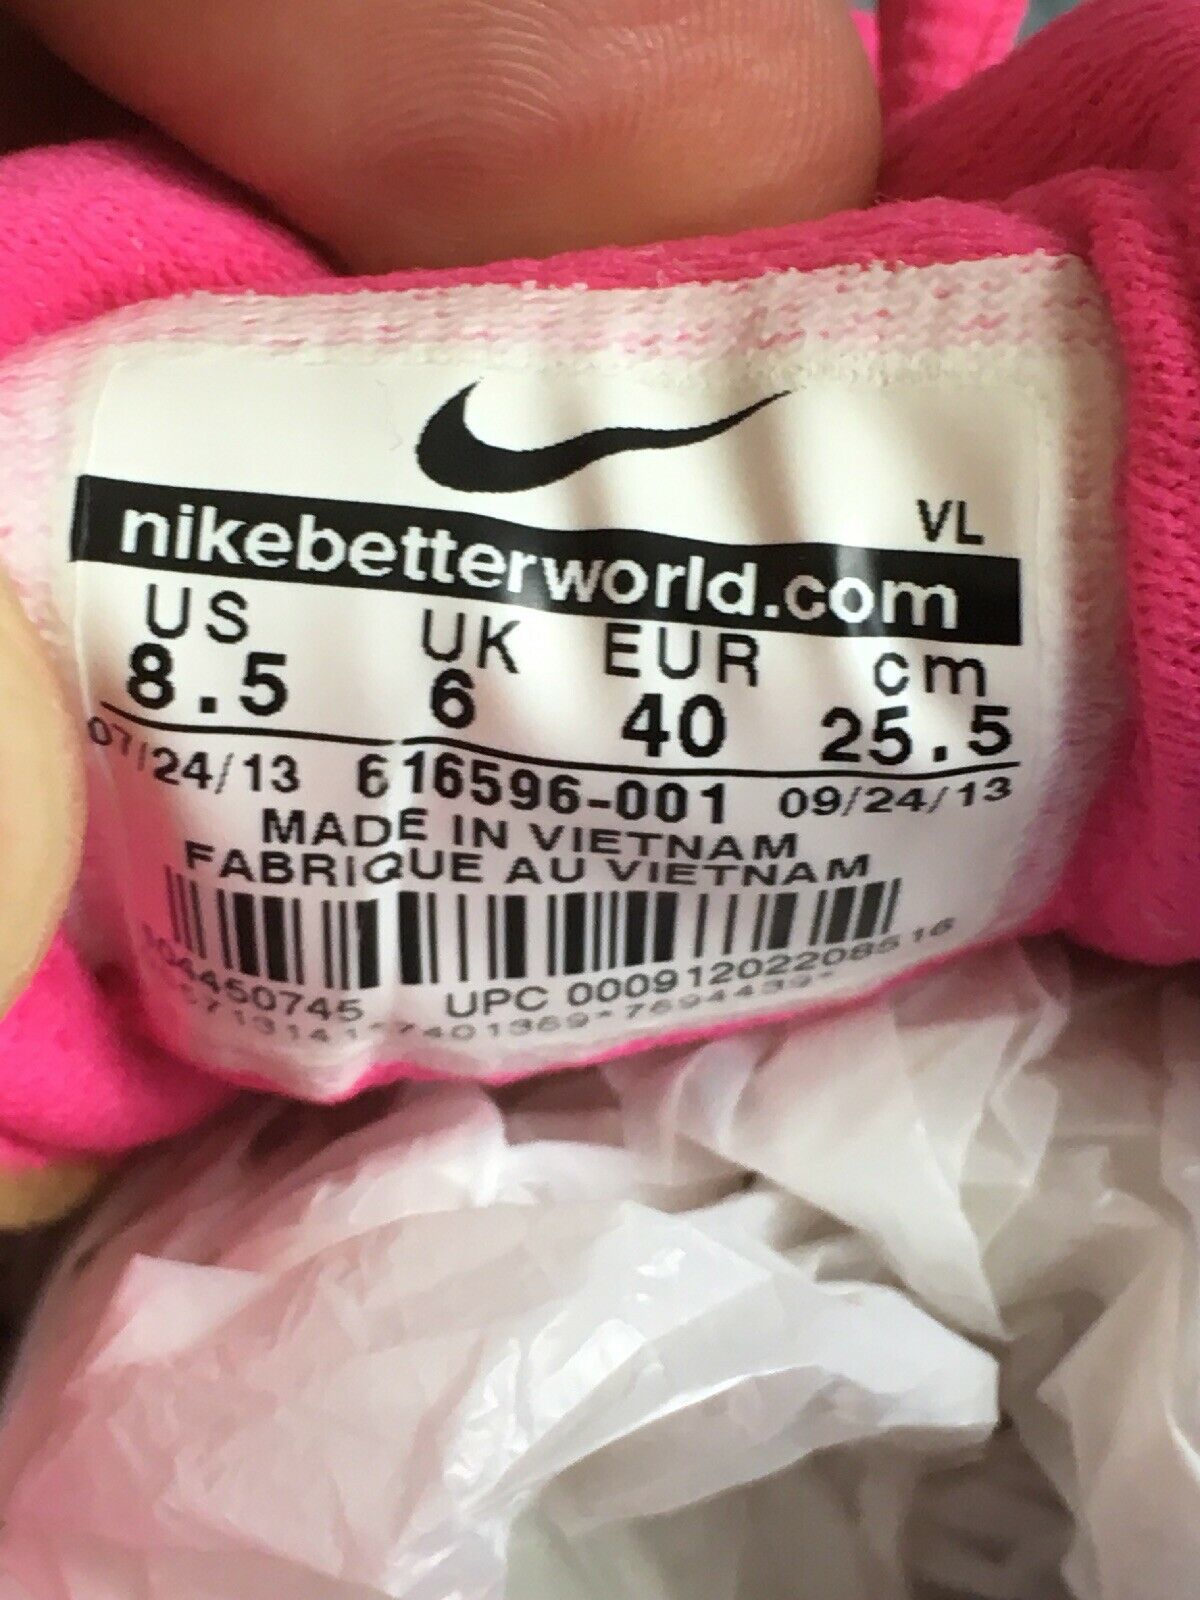 VL
nikebetterworld.com
US UK EUR cm
8.5 6 40 25.5
07/24/13 616596-001 09/24/13
MADE IN VIETNAM
FABRIQUE AU VIETNAM
UPC 00091202208516